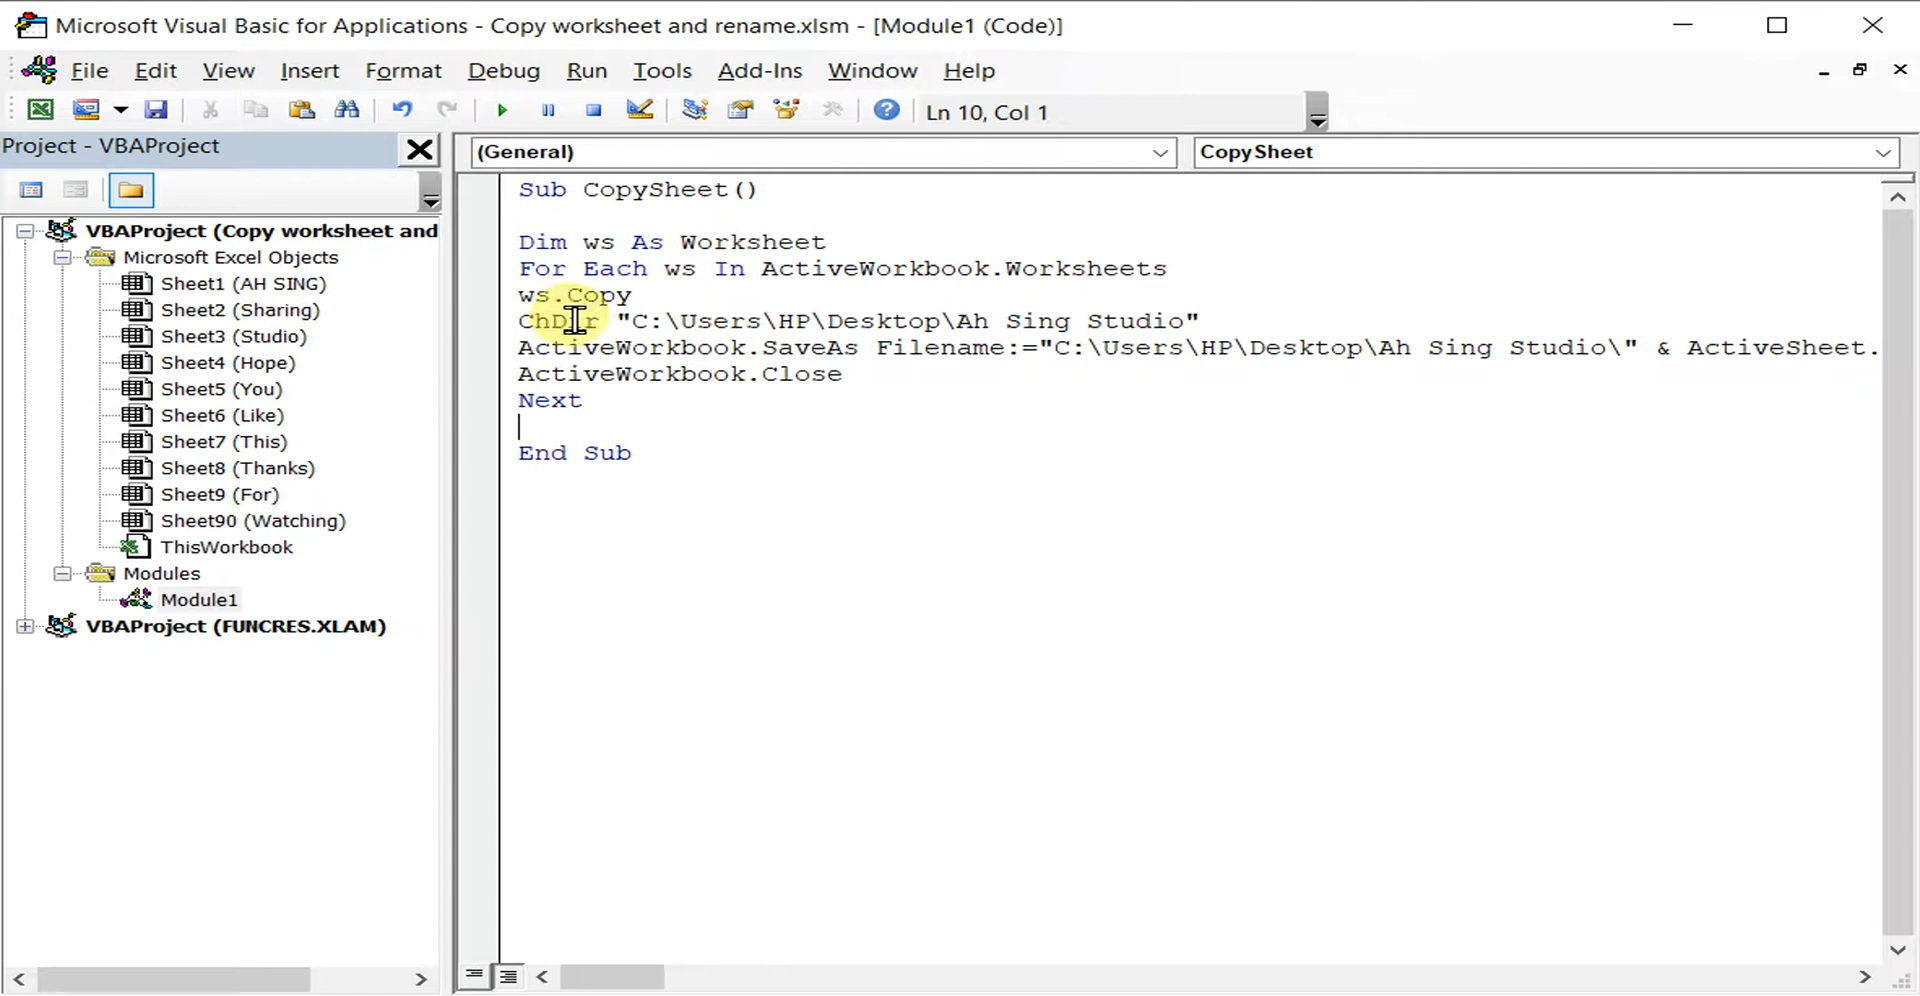 Microsoft Visual Basic for Applications - Copy worksheet and rename.xlsm - [Module1 (Code)]
File Edit View Insert Format Debug Run Tools Add-Ins Window Help
Ln 10, Col 1
Project - VBAProject
(General) CopySheet
VBAProject (Copy worksheet and
Microsoft Excel Objects
Sheet1 (AH SING)
Sheet2 (Sharing)
Sheet3 (Studio)
Sheet4 (Hope)
Sheet5 (You)
Sheet6 (Like)
Sheet7 (This)
Sheet8 (Thanks)
Sheet9 (For)
Sheet90 (Watching)
ThisWorkbook
Modules
Module1
VBAProject (FUNCRES.XLAM)
Sub CopySheet()
Dim ws As Worksheet
For Each ws In ActiveWorkbook.Worksheets
ws.Copy
ChDir "C:\Users\HP\Desktop\Ah Sing Studio"
ActiveWorkbook.SaveAs Filename:="C:\Users\HP\Desktop\Ah Sing Studio\" & ActiveSheet.
ActiveWorkbook.Close
Next
End Sub